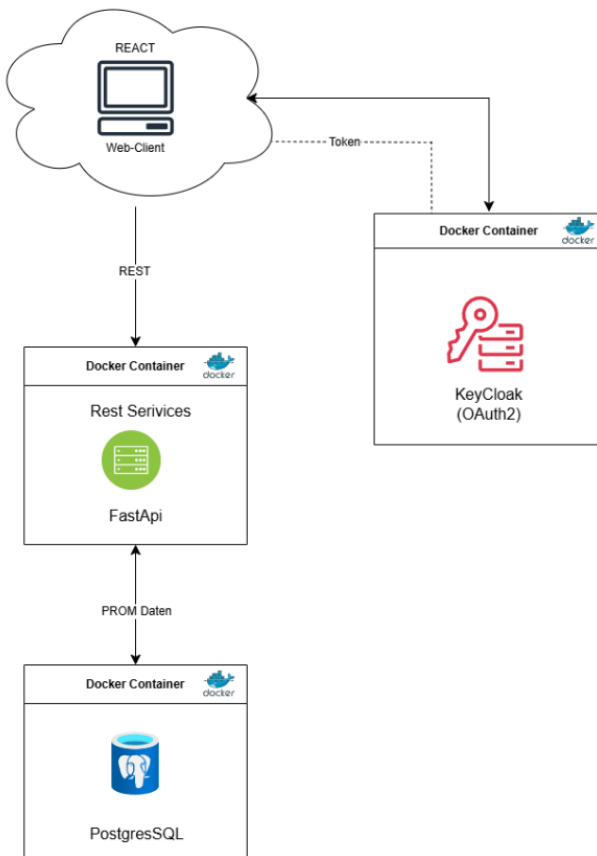 REACT
Web-Client
Token
Docker Container
docker
KeyCloak
(OAuth2)
REST
Docker Container
docker
Rest Serivices
FastApi
PROM Daten
Docker Container
docker
PostgresSQL